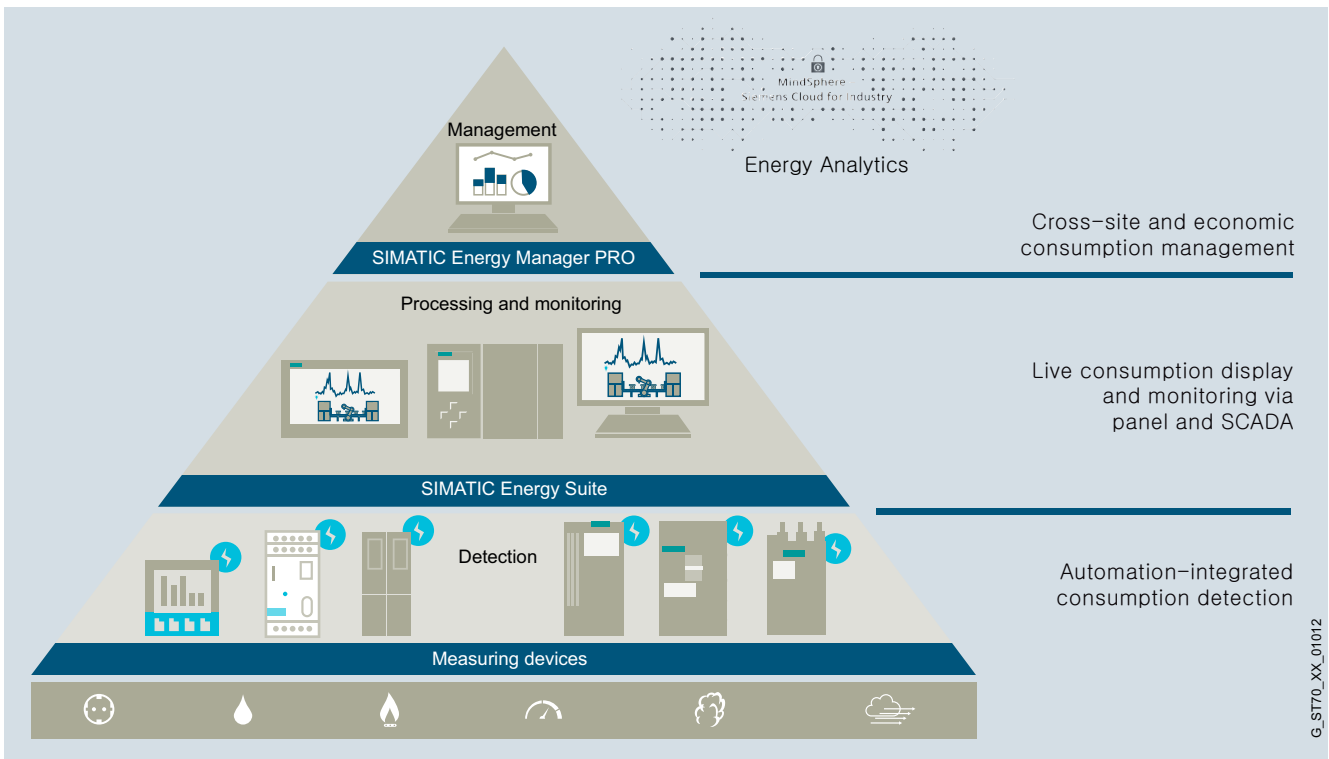 MindSphere
Siemens Cloud for Industry
Energy Analytics
Management
SIMATIC Energy Manager PRO
Cross-site and economic
consumption management
Processing and monitoring
Live consumption display
and monitoring via
panel and SCADA
SIMATIC Energy Suite
Detection
Automation-integrated
consumption detection
Measuring devices
G_ST70_XX_01012